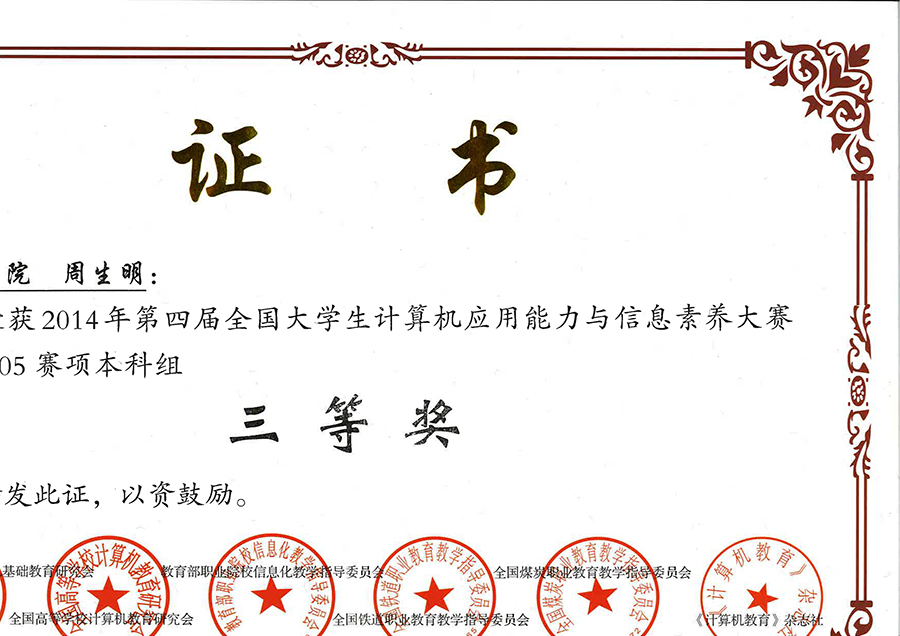 证书
院 周生明：
获2014年第四届全国大学生计算机应用能力与信息素养大赛
05 赛项本科组
三等奖
发此证，以资鼓励。
基础教育研究会 教育部职业院校信息化教学指导委员会 全国煤炭职业教育教学指导委员会
全国高等学校计算机教育研究会 全国铁道职业教育教学指导委员会 《计算机教育》杂志社